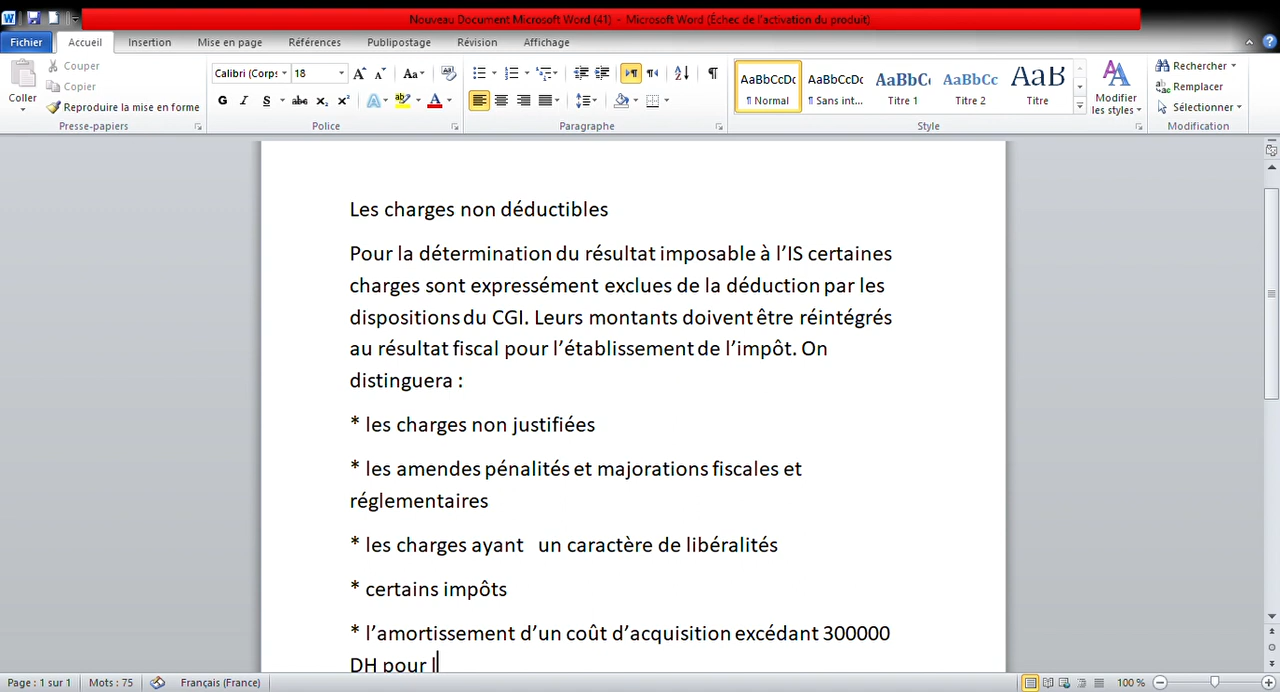 Nouveau Document Microsoft Word (41) - Microsoft Word (Échec de l'activation du produit)
Fichier Accueil Insertion Mise en page Références Publipostage Révision Affichage
Coller
Couper
Copier
Reproduire la mise en forme
Presse-papiers
Calibri (Corps 18
G I S abc x₂ x²
Police
Paragraphe
AaBbCcDc AaBbCcDc AaBbC AaBbCc AaB
¶ Normal ¶ Sans int... Titre 1 Titre 2 Titre
Modifier
les styles
Style
Rechercher
Remplacer
Sélectionner
Modification
Les charges non déductibles
Pour la détermination du résultat imposable à l’IS certaines
charges sont expressément exclues de la déduction par les
dispositions du CGI. Leurs montants doivent être réintégrés
au résultat fiscal pour l’établissement de l’impôt. On
distinguera :
* les charges non justifiées
* les amendes pénalités et majorations fiscales et
réglementaires
* les charges ayant un caractère de libéralités
* certains impôts
* l’amortissement d’un coût d’acquisition excédant 300000
DH pour l
Page : 1 sur 1 Mots : 75 Français (France) 100 %